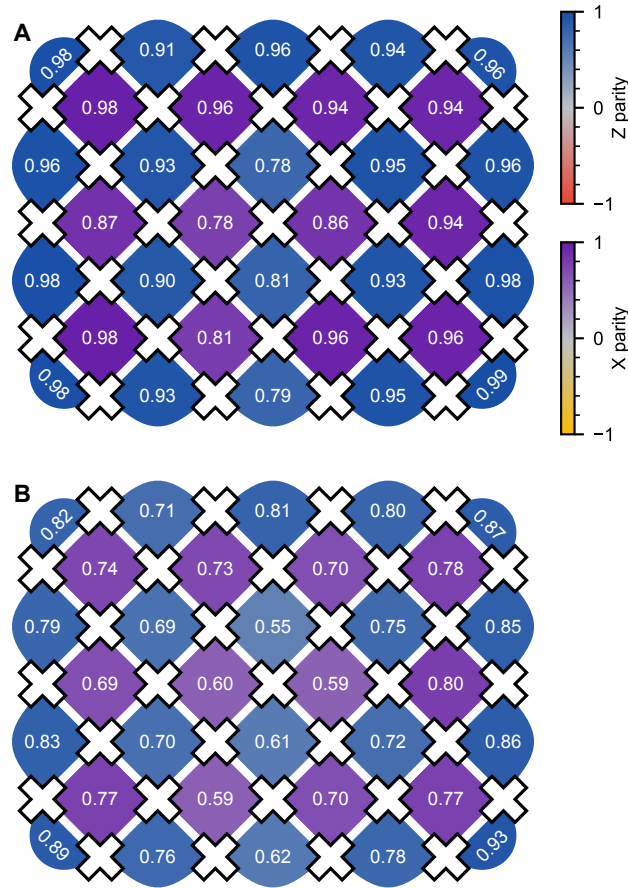 A
0.98 0.91 0.96 0.94 0.96
0.98 0.96 0.94 0.94
0.96 0.93 0.78 0.95 0.96
0.87 0.78 0.86 0.94
0.98 0.90 0.81 0.93 0.98
0.98 0.81 0.96 0.96
0.98 0.93 0.79 0.95 0.99
1
0
−1
Z parity
1
0
−1
X parity
B
0.82 0.71 0.81 0.80 0.87
0.74 0.73 0.70 0.78
0.79 0.69 0.55 0.75 0.85
0.69 0.60 0.59 0.80
0.83 0.70 0.61 0.72 0.86
0.77 0.59 0.70 0.77
0.89 0.76 0.62 0.78 0.93